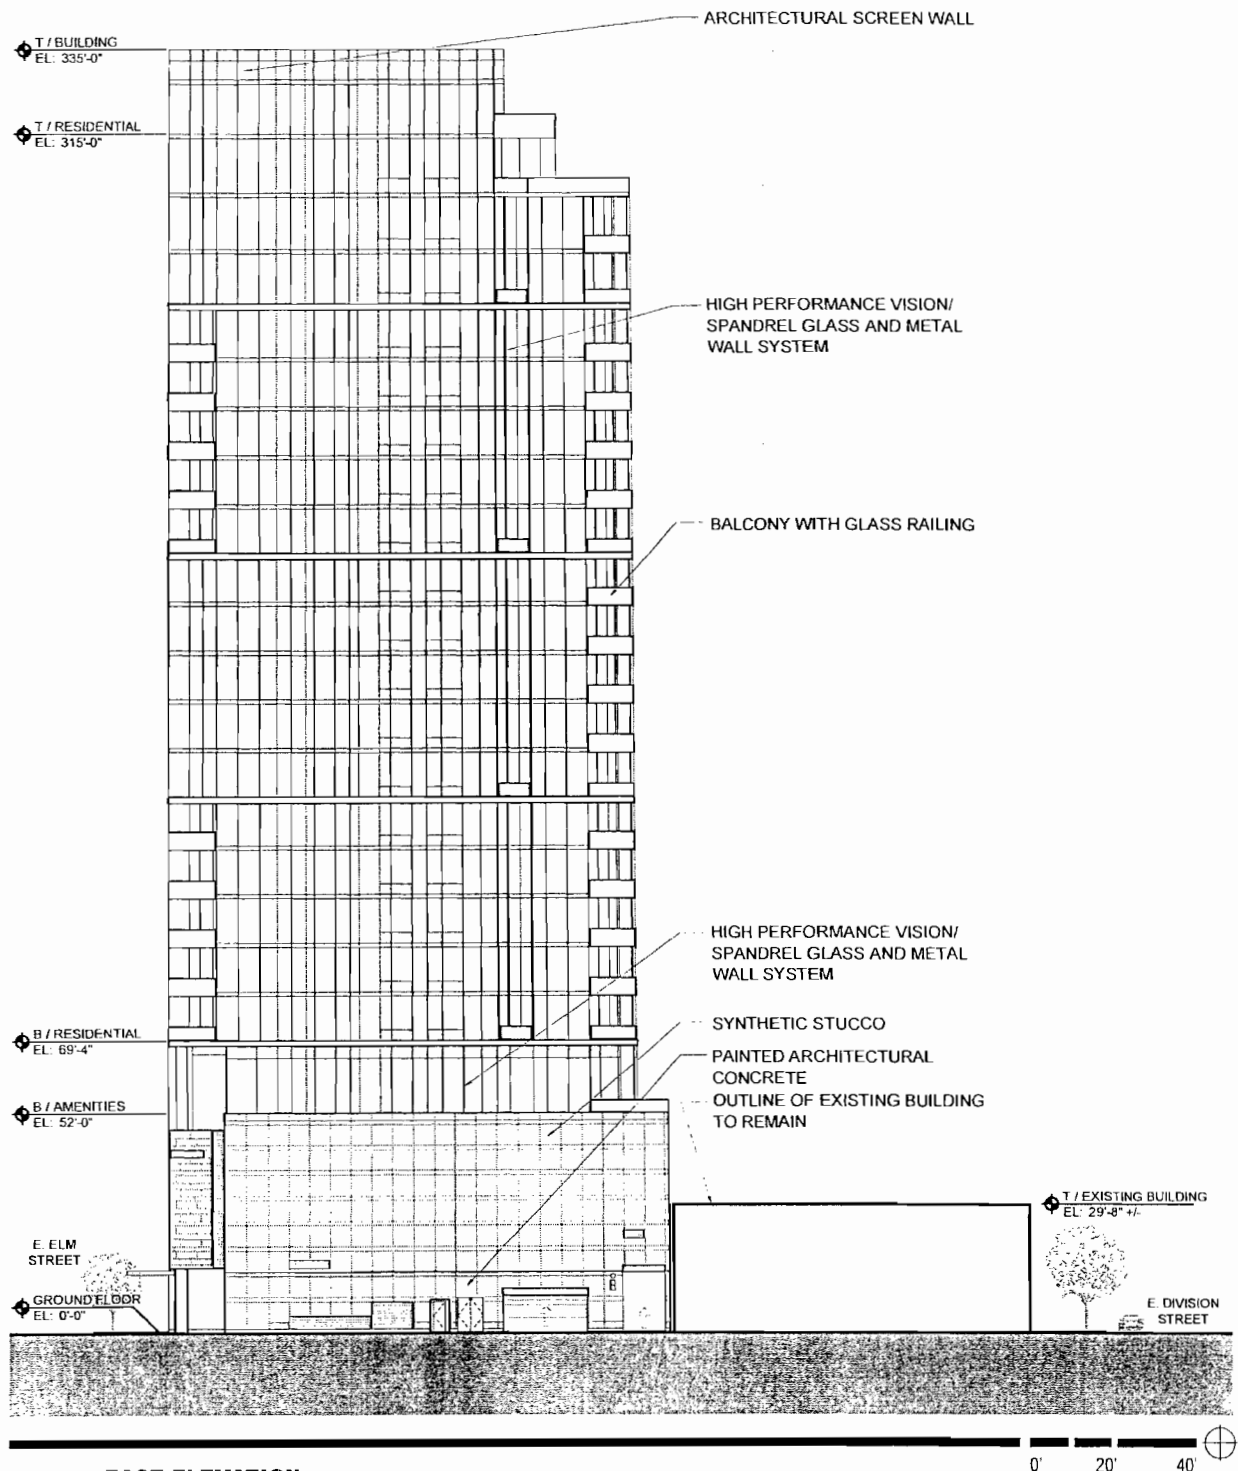 ARCHITECTURAL SCREEN WALL
T / BUILDING
EL: 335'-0"
T / RESIDENTIAL
EL: 315'-0"
HIGH PERFORMANCE VISION/
SPANDREL GLASS AND METAL
WALL SYSTEM
BALCONY WITH GLASS RAILING
HIGH PERFORMANCE VISION/
SPANDREL GLASS AND METAL
WALL SYSTEM
SYNTHETIC STUCCO
B / RESIDENTIAL
EL: 69'-4"
PAINTED ARCHITECTURAL
CONCRETE
OUTLINE OF EXISTING BUILDING
TO REMAIN
B / AMENITIES
EL: 52'-0"
T / EXISTING BUILDING
EL: 29'-8" +/-
E. ELM
STREET
GROUND FLOOR
EL: 0'-0"
E. DIVISION
STREET
0' 20' 40'
EAST ELEVATION